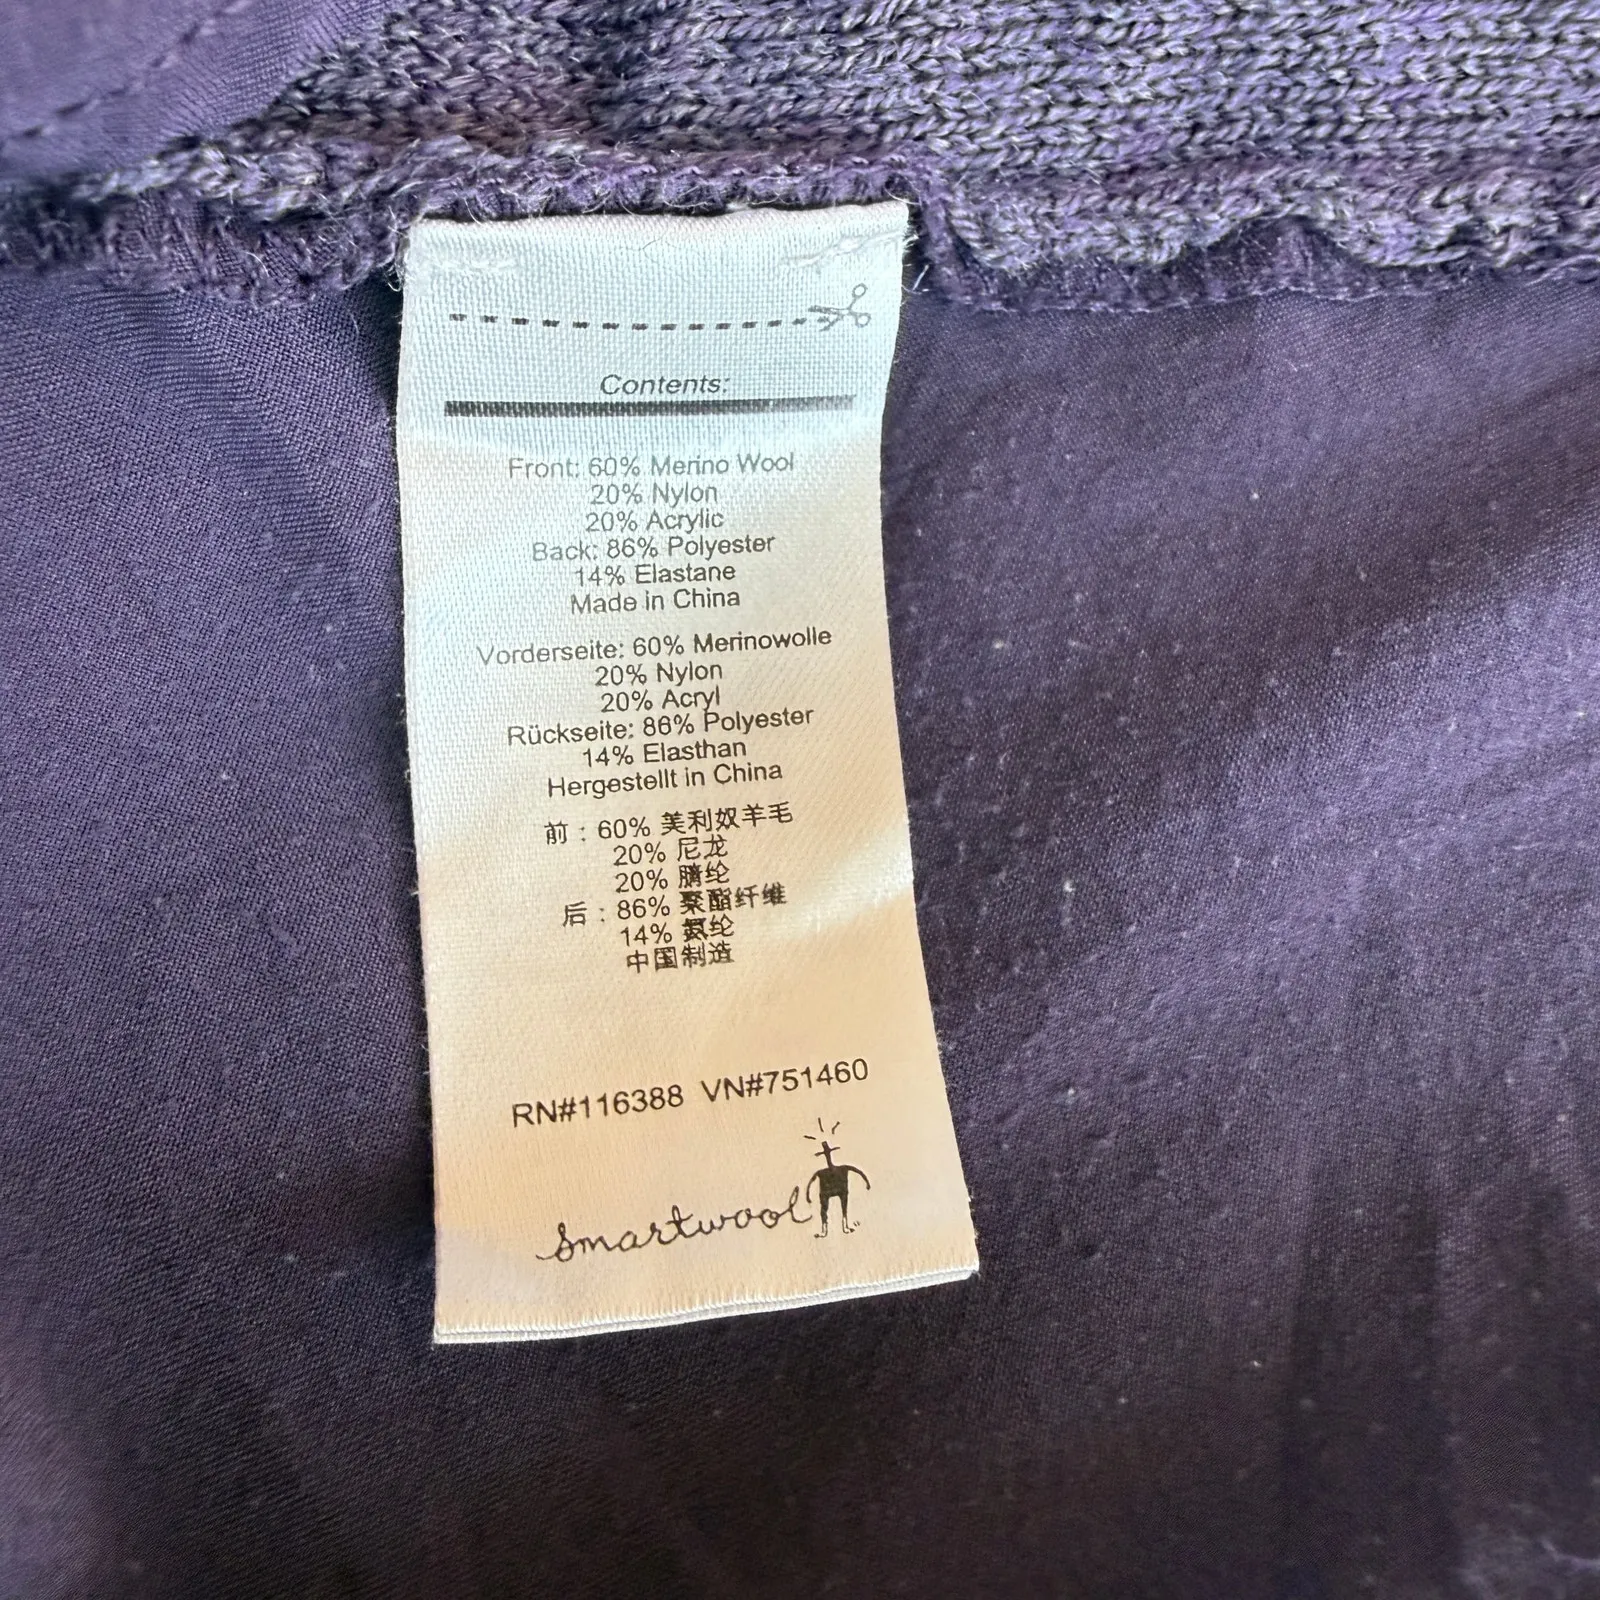 Contents:
Front: 60% Merino Wool
20% Nylon
20% Acrylic
Back: 86% Polyester
14% Elastane
Made in China
Vorderseite: 60% Merinowolle
20% Nylon
20% Acryl
Rückseite: 86% Polyester
14% Elasthan
Hergestellt in China
前：60% 美利奴羊毛
20% 尼龙
20% 腈纶
后：86% 聚酯纤维
14% 氨纶
中国制造
RN#116388 VN#751460
smartwool